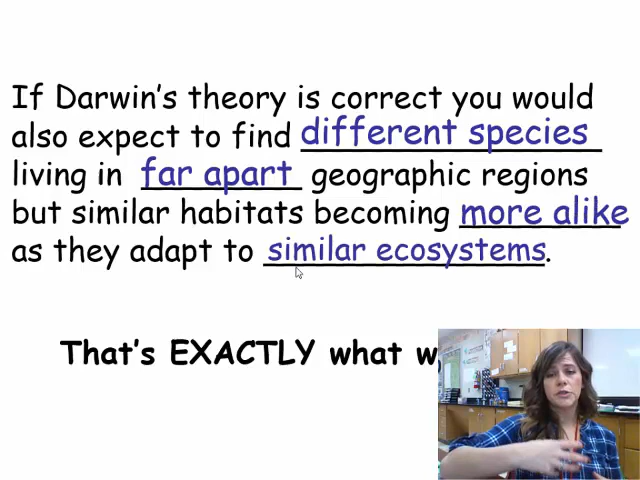 If Darwin's theory is correct you would
also expect to find different species
living in far apart geographic regions
but similar habitats becoming more alike
as they adapt to similar ecosystems.
That's EXACTLY what